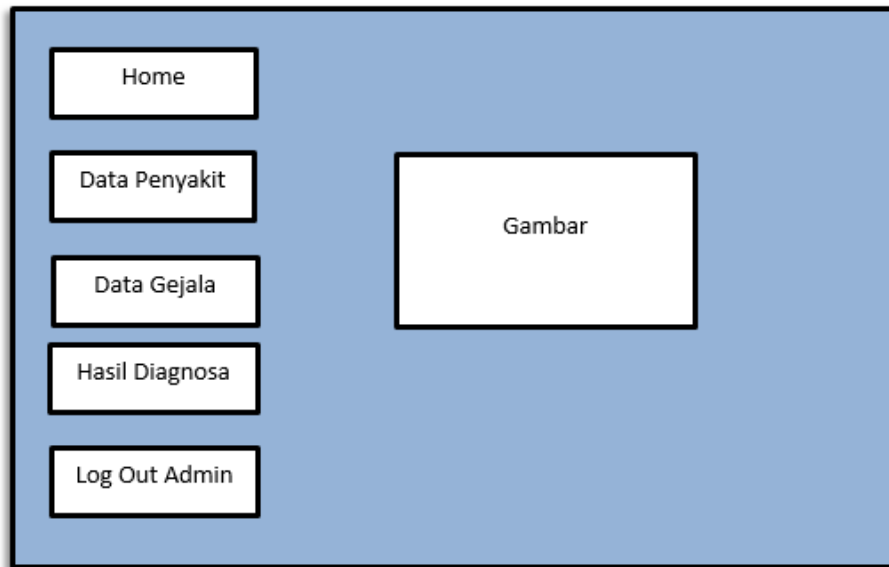 Home
Data Penyakit
Gambar
Data Gejala
Hasil Diagnosa
Log Out Admin